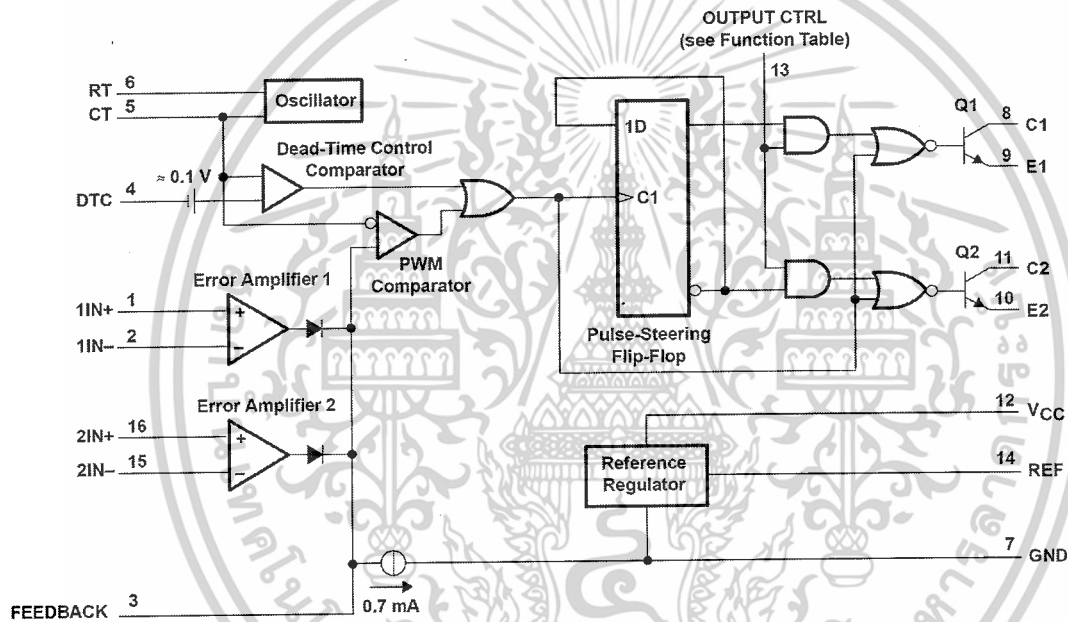 OUTPUT CTRL
(see Function Table)
13
6
RT
5
CT
Oscillator
Dead-Time Control
Comparator
≈ 0.1 V
4
DTC
PWM
Comparator
1D
C1
Pulse-Steering
Flip-Flop
Q1
8
C1
9
E1
Q2
11
C2
10
E2
Error Amplifier 1
1
1IN+
+
2
1IN–
–
Error Amplifier 2
16
2IN+
+
15
2IN–
–
12
VCC
Reference
Regulator
14
REF
7
GND
0.7 mA
3
FEEDBACK